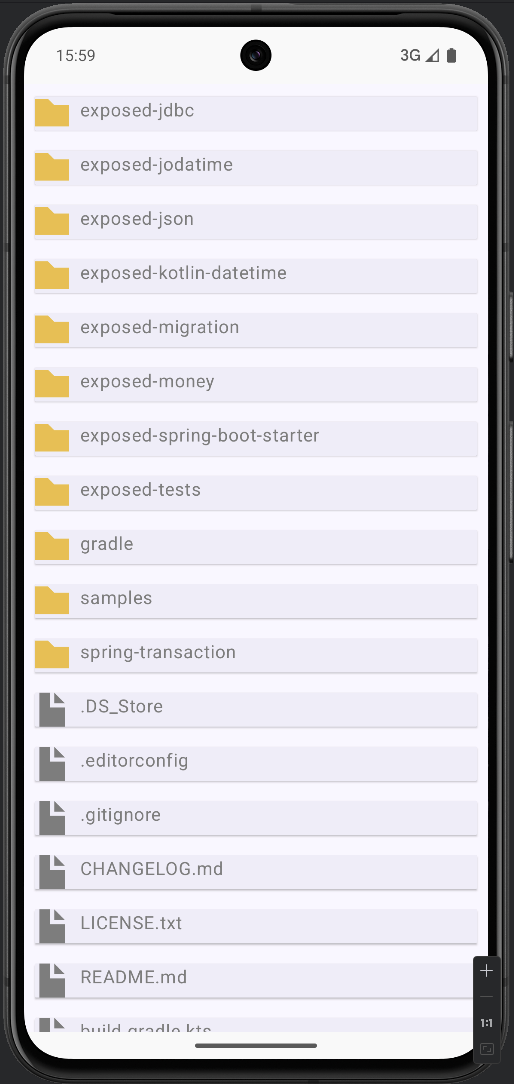 15:59
3G
exposed-jdbc
exposed-jodatime
exposed-json
exposed-kotlin-datetime
exposed-migration
exposed-money
exposed-spring-boot-starter
exposed-tests
gradle
samples
spring-transaction
.DS_Store
.editorconfig
.gitignore
CHANGELOG.md
LICENSE.txt
README.md
build.gradle.kts
1:1